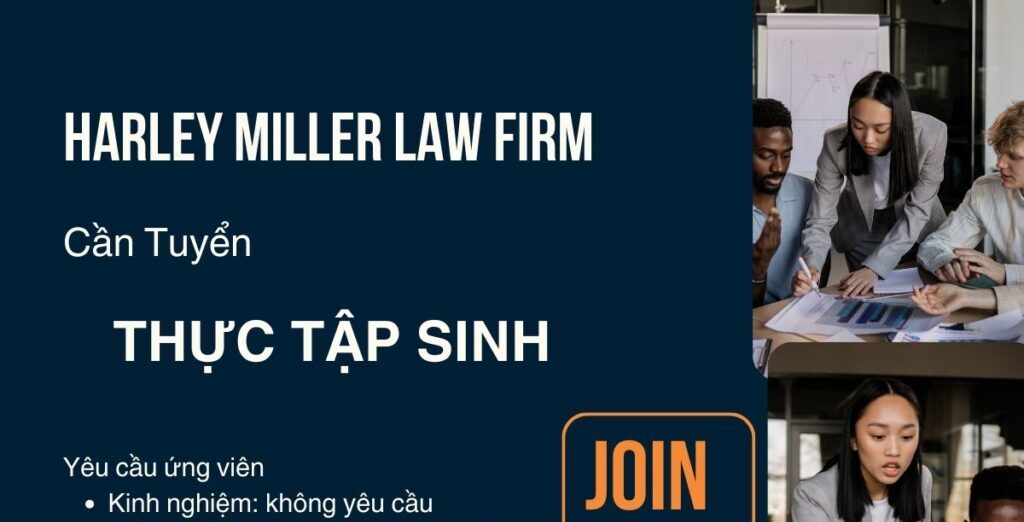 HARLEY MILLER LAW FIRM
Cần Tuyển
THỰC TẬP SINH
Yêu cầu ứng viên
• Kinh nghiệm: không yêu cầu
JOIN